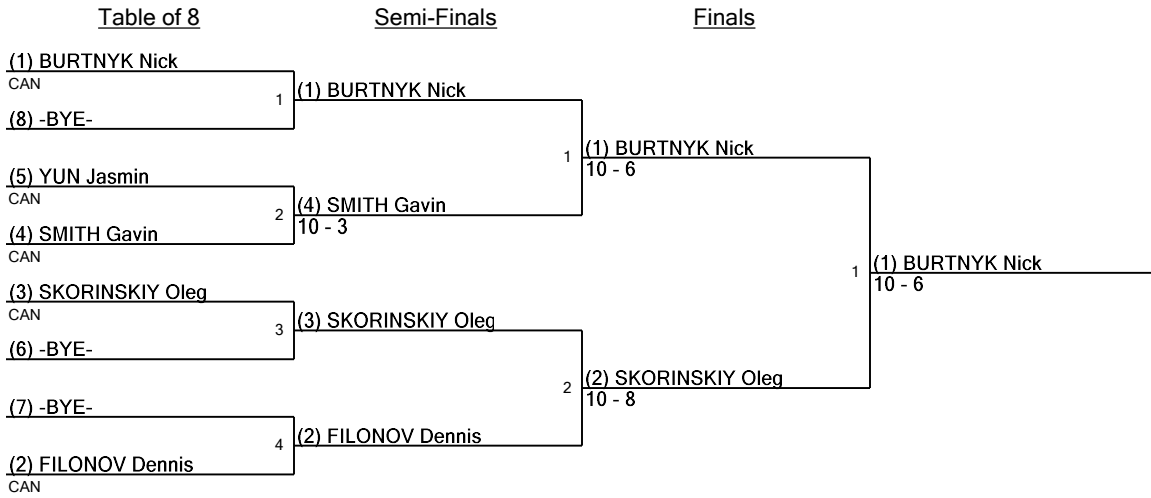 Table of 8
Semi-Finals
Finals
(1) BURTNYK Nick
CAN
1
(8) -BYE-
(5) YUN Jasmin
CAN
2
(4) SMITH Gavin
CAN
(3) SKORINSKIY Oleg
CAN
3
(6) -BYE-
(7) -BYE-
4
(2) FILONOV Dennis
CAN
(1) BURTNYK Nick
1
(4) SMITH Gavin
10 - 3
(3) SKORINSKIY Oleg
2
(2) FILONOV Dennis
(1) BURTNYK Nick
10 - 6
1
(2) SKORINSKIY Oleg
10 - 8
(1) BURTNYK Nick
10 - 6